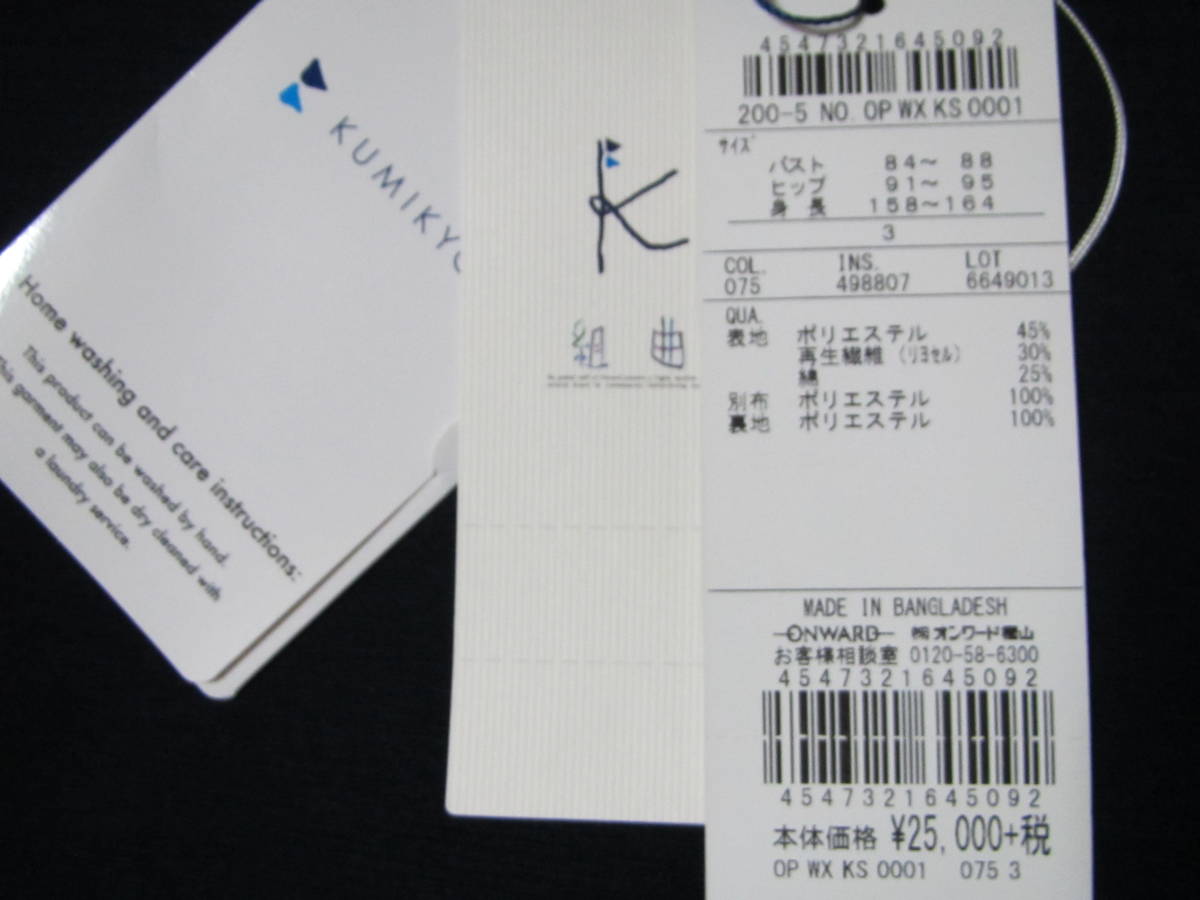 KUMIKY
Home washing and care instructions:
This product can be washed by hand.
This garment may also be dry cleaned with
a laundry service.
K
組曲
4547321645092
200-5 NO. OP WX KS 0001
サイズ
バスト 84～ 88
ヒップ 91～ 95
身長 158～164
3
COL. INS. LOT
075 498807 6649013
QUA.
表地 ポリエステル 45%
再生繊維 (リヨセル) 30%
綿 25%
別布 ポリエステル 100%
裏地 ポリエステル 100%
MADE IN BANGLADESH
ONWARD ㈱オンワード樫山
お客様相談室 0120-58-6300
4547321645092
4547321645092
本体価格 ¥25,000+税
OP WX KS 0001 075 3